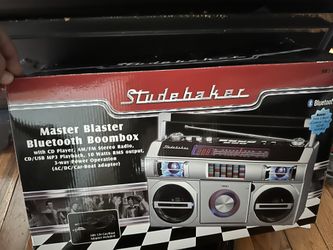 Studebaker
Bluetooth
Master Blaster
Bluetooth Boombox
with CD Player, AM/FM Stereo Radio,
CD/USB MP3 Playback, 10 Watts RMS output,
3-way Power Operation
(AC/DC/Car-Boat adapter)
Studebaker